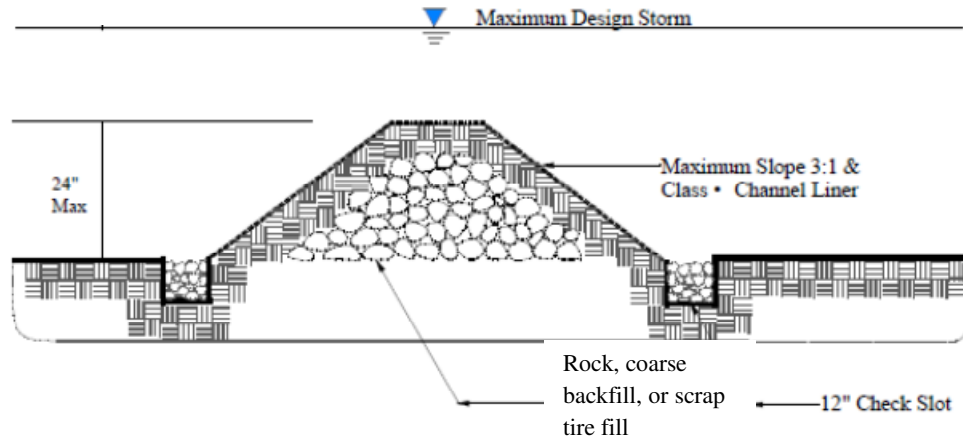 Maximum Design Storm
24"
Max
Maximum Slope 3:1 &
Class • Channel Liner
Rock, coarse
backfill, or scrap
tire fill
12" Check Slot